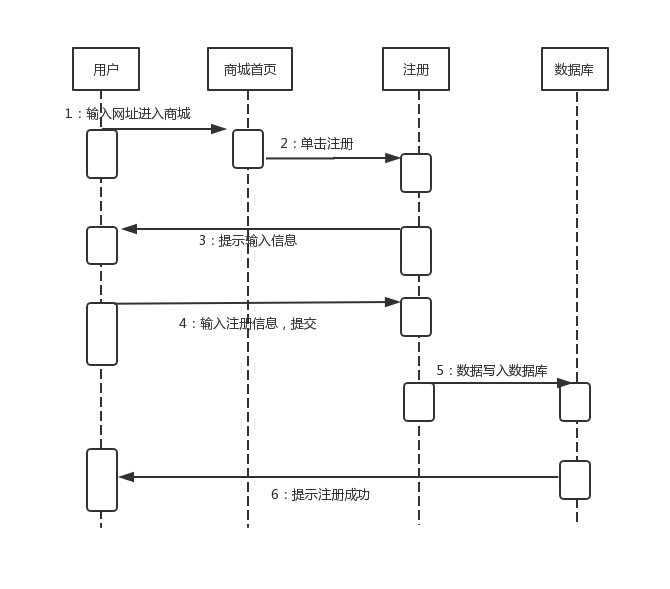 用户
商城首页
注册
数据库
1：输入网址进入商城
2：单击注册
3：提示输入信息
4：输入注册信息，提交
5：数据写入数据库
6：提示注册成功